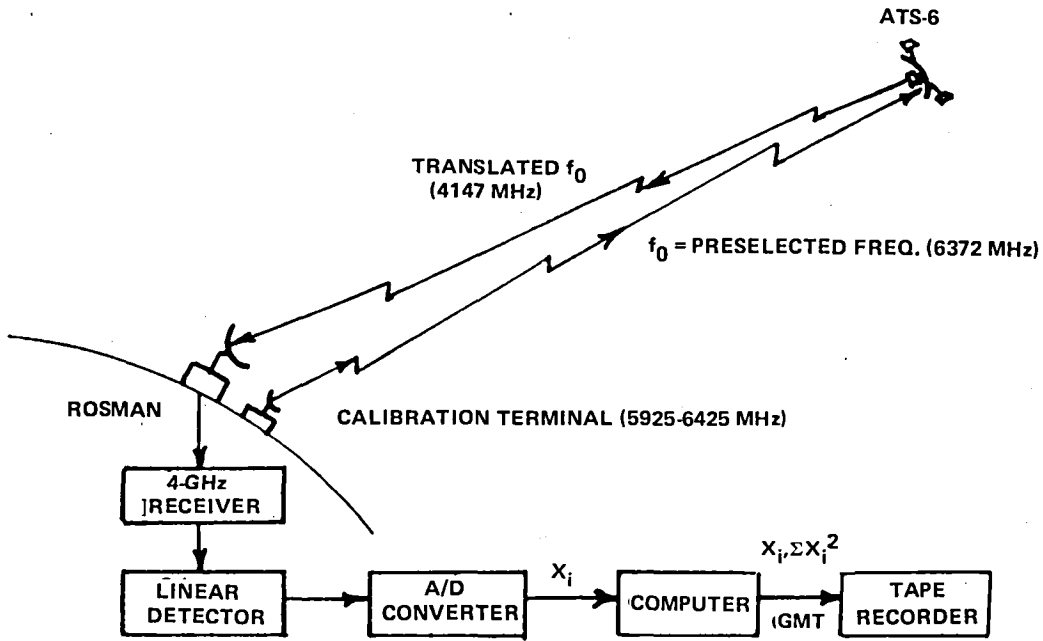 ATS-6
TRANSLATED f0
(4147 MHz)
f0 = PRESELECTED FREQ. (6372 MHz)
ROSMAN
CALIBRATION TERMINAL (5925-6425 MHz)
4-GHz
RECEIVER
LINEAR
DETECTOR
A/D
CONVERTER
Xi
COMPUTER
Xi, ΣXi²
GMT
TAPE
RECORDER